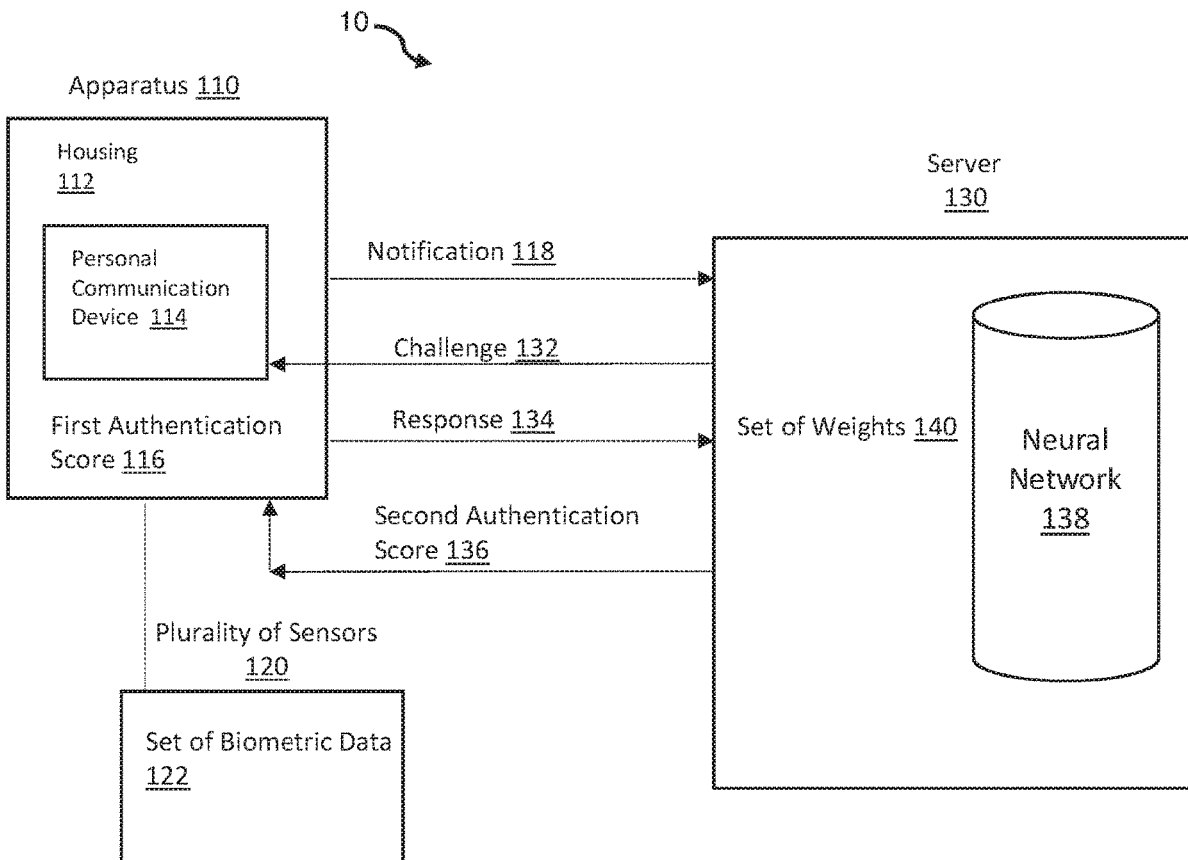 10
Apparatus 110
Housing
112
Personal
Communication
Device 114
First Authentication
Score 116
Notification 118
Challenge 132
Response 134
Second Authentication
Score 136
Plurality of Sensors
120
Set of Biometric Data
122
Server
130
Set of Weights 140
Neural
Network
138